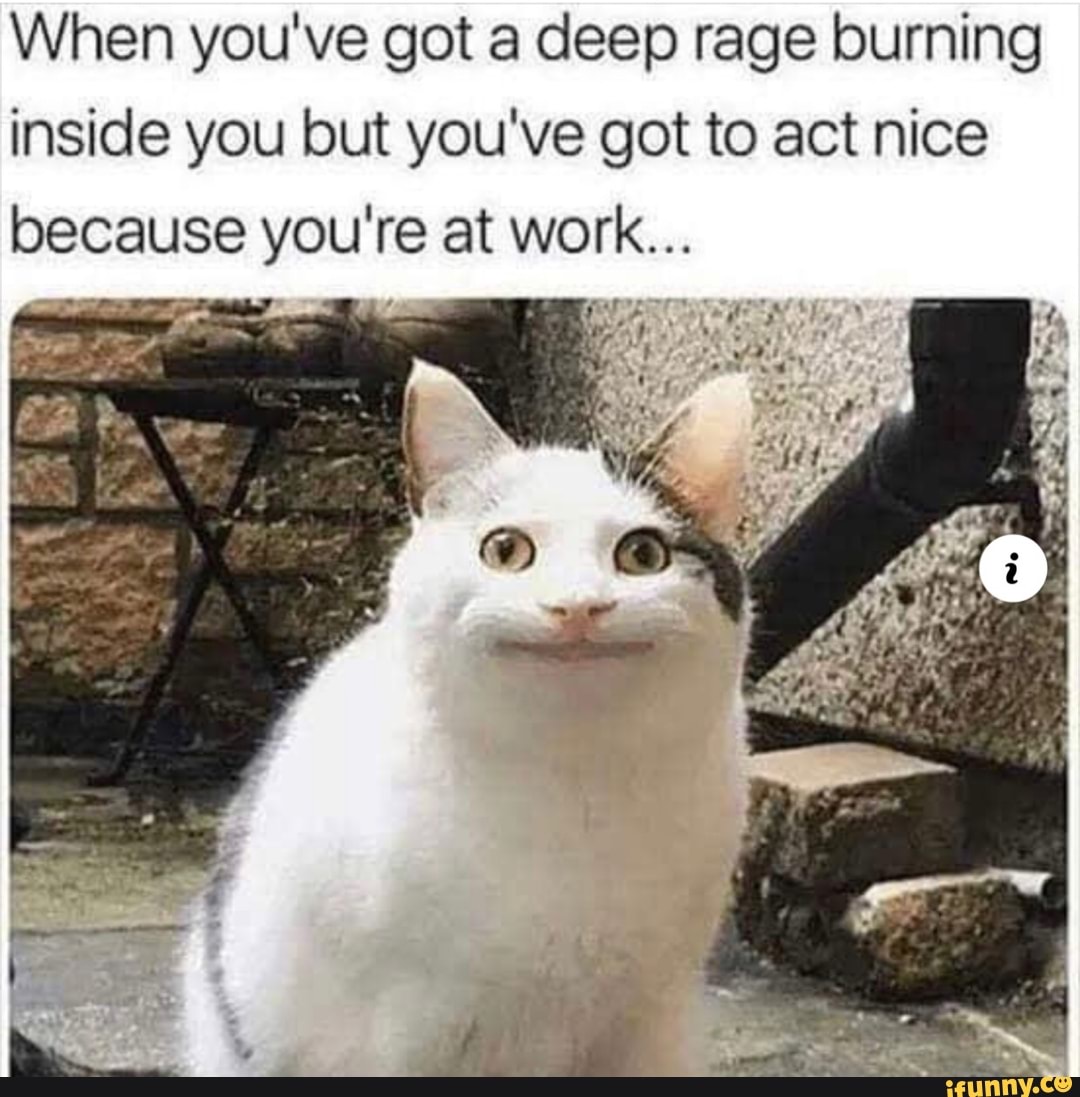 When you've got a deep rage burning
inside you but you've got to act nice
because you're at work...
i
ifunny.co